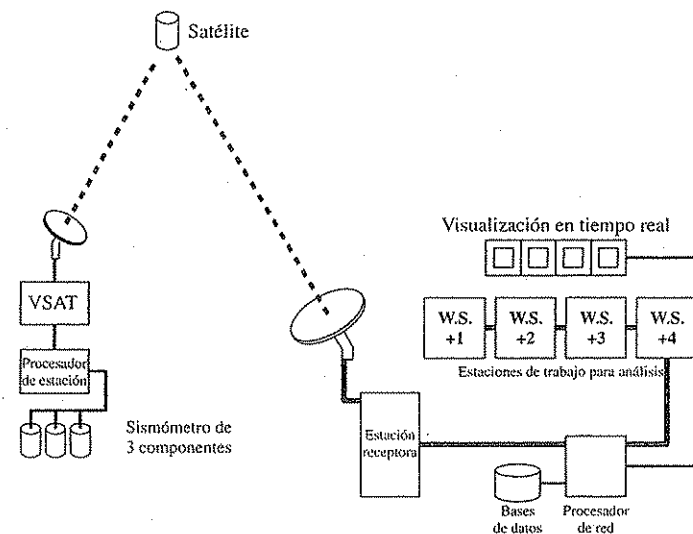 Satélite
VSAT
Procesador
de estación
Sismómetro de
3 componentes
Visualización en tiempo real
W.S.
+1
W.S.
+2
W.S.
+3
W.S.
+4
Estaciones de trabajo para análisis
Estación
receptora
Bases
de datos
Procesador
de red